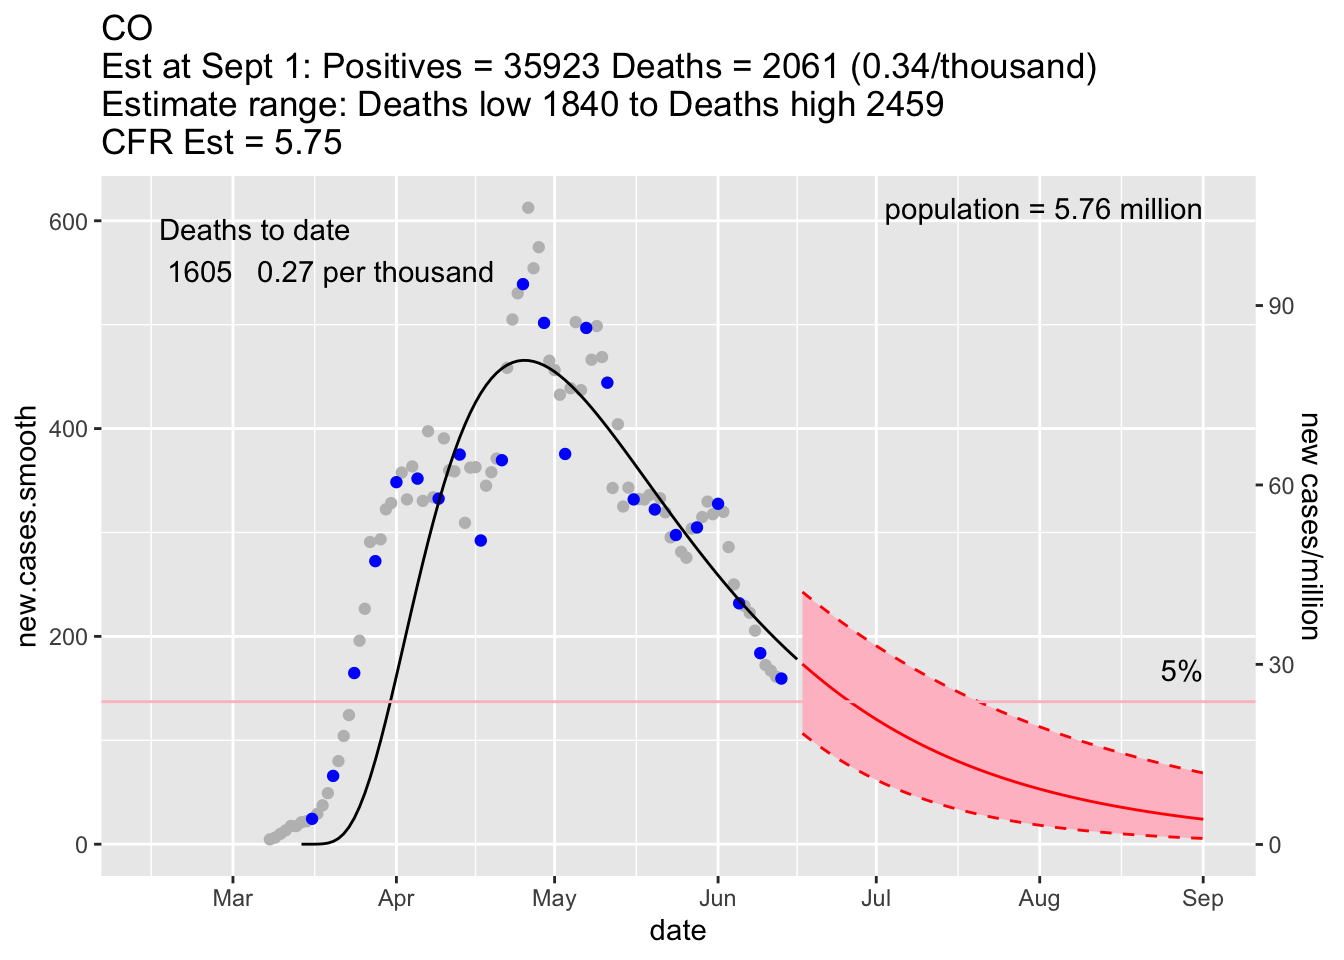 CO
Est at Sept 1: Positives = 35923 Deaths = 2061 (0.34/thousand)
Estimate range: Deaths low 1840 to Deaths high 2459
CFR Est = 5.75
population = 5.76 million
Deaths to date
1605 0.27 per thousand
5%
600
400
200
0
new.cases.smooth
90
60
30
0
new cases/million
Mar Apr May Jun Jul Aug Sep
date